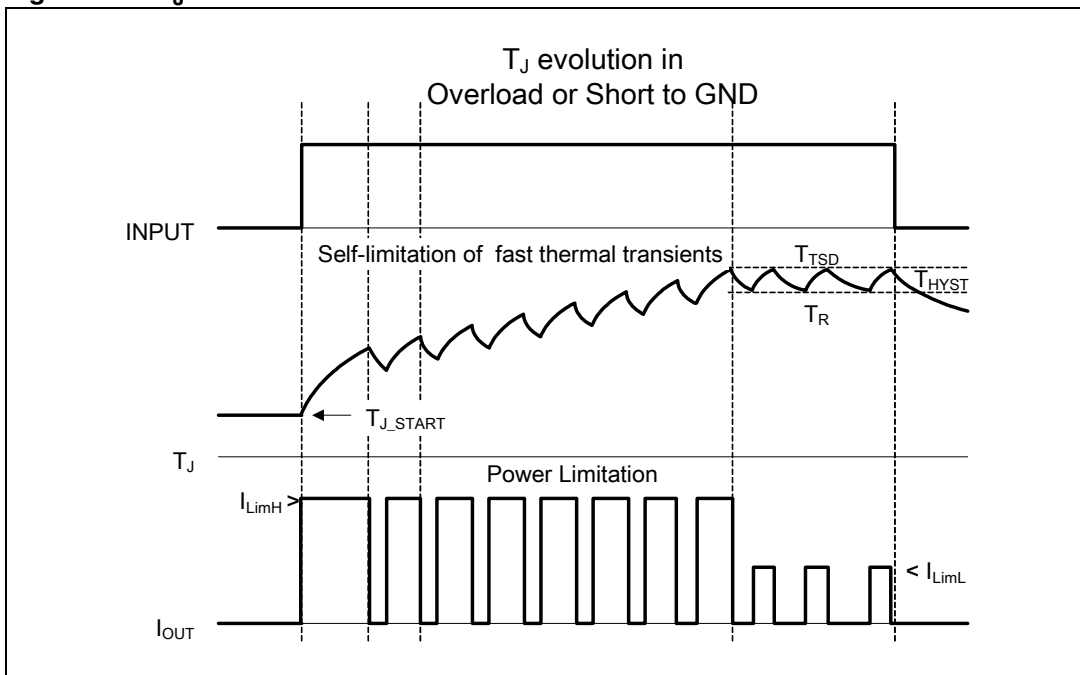 T_J evolution in
Overload or Short to GND
INPUT
Self-limitation of fast thermal transients
T_TSD
T_HYST
T_R
T_J_START
T_J
Power Limitation
I_LimH >
< I_LimL
I_OUT